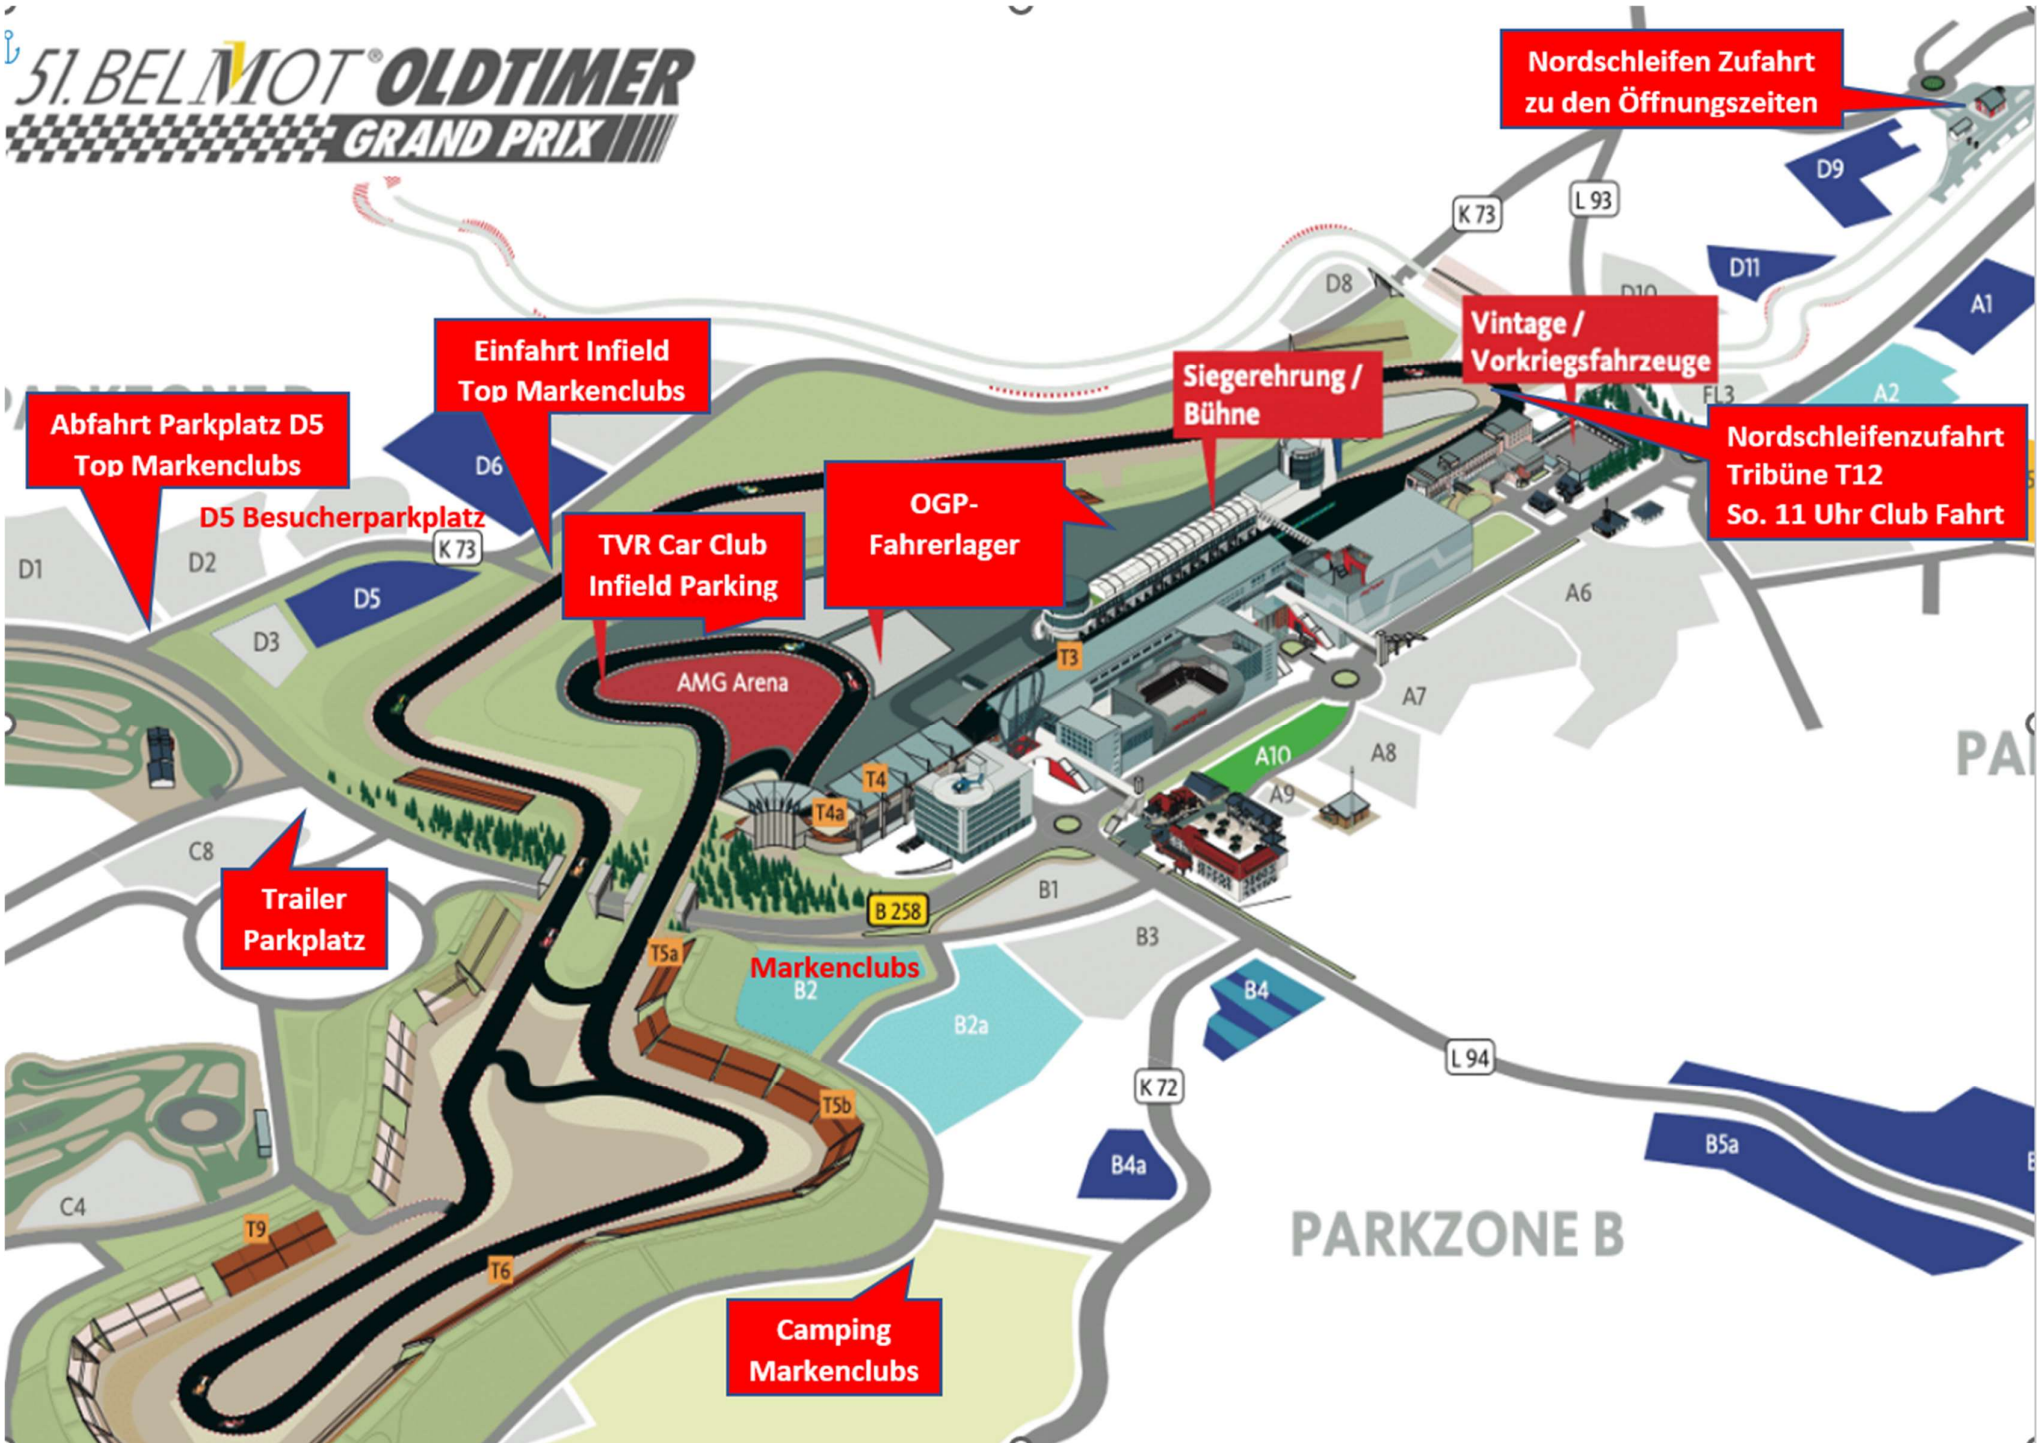 51. BELMOT® OLDTIMER
GRAND PRIX
Nordschleifen Zufahrt
zu den Öffnungszeiten
D9
K 73
L 93
D11
D8
D10
A1
Vintage /
Vorkriegsfahrzeuge
Einfahrt Infield
Top Markenclubs
Siegerehrung /
Bühne
FL3
A2
PARKZONE D
Abfahrt Parkplatz D5
Top Markenclubs
Nordschleifenzufahrt
Tribüne T12
So. 11 Uhr Club Fahrt
D6
OGP-
Fahrerlager
D5 Besucherparkplatz
K 73
TVR Car Club
Infield Parking
D1
D2
D5
D3
A6
T3
AMG Arena
A7
A10
A8
PA
T4
T4a
A9
C8
Trailer
Parkplatz
B1
B 258
B3
T5a
Markenclubs
B2
B4
B2a
L 94
K 72
T5b
B5a
B4a
C4
T9
PARKZONE B
T6
Camping
Markenclubs